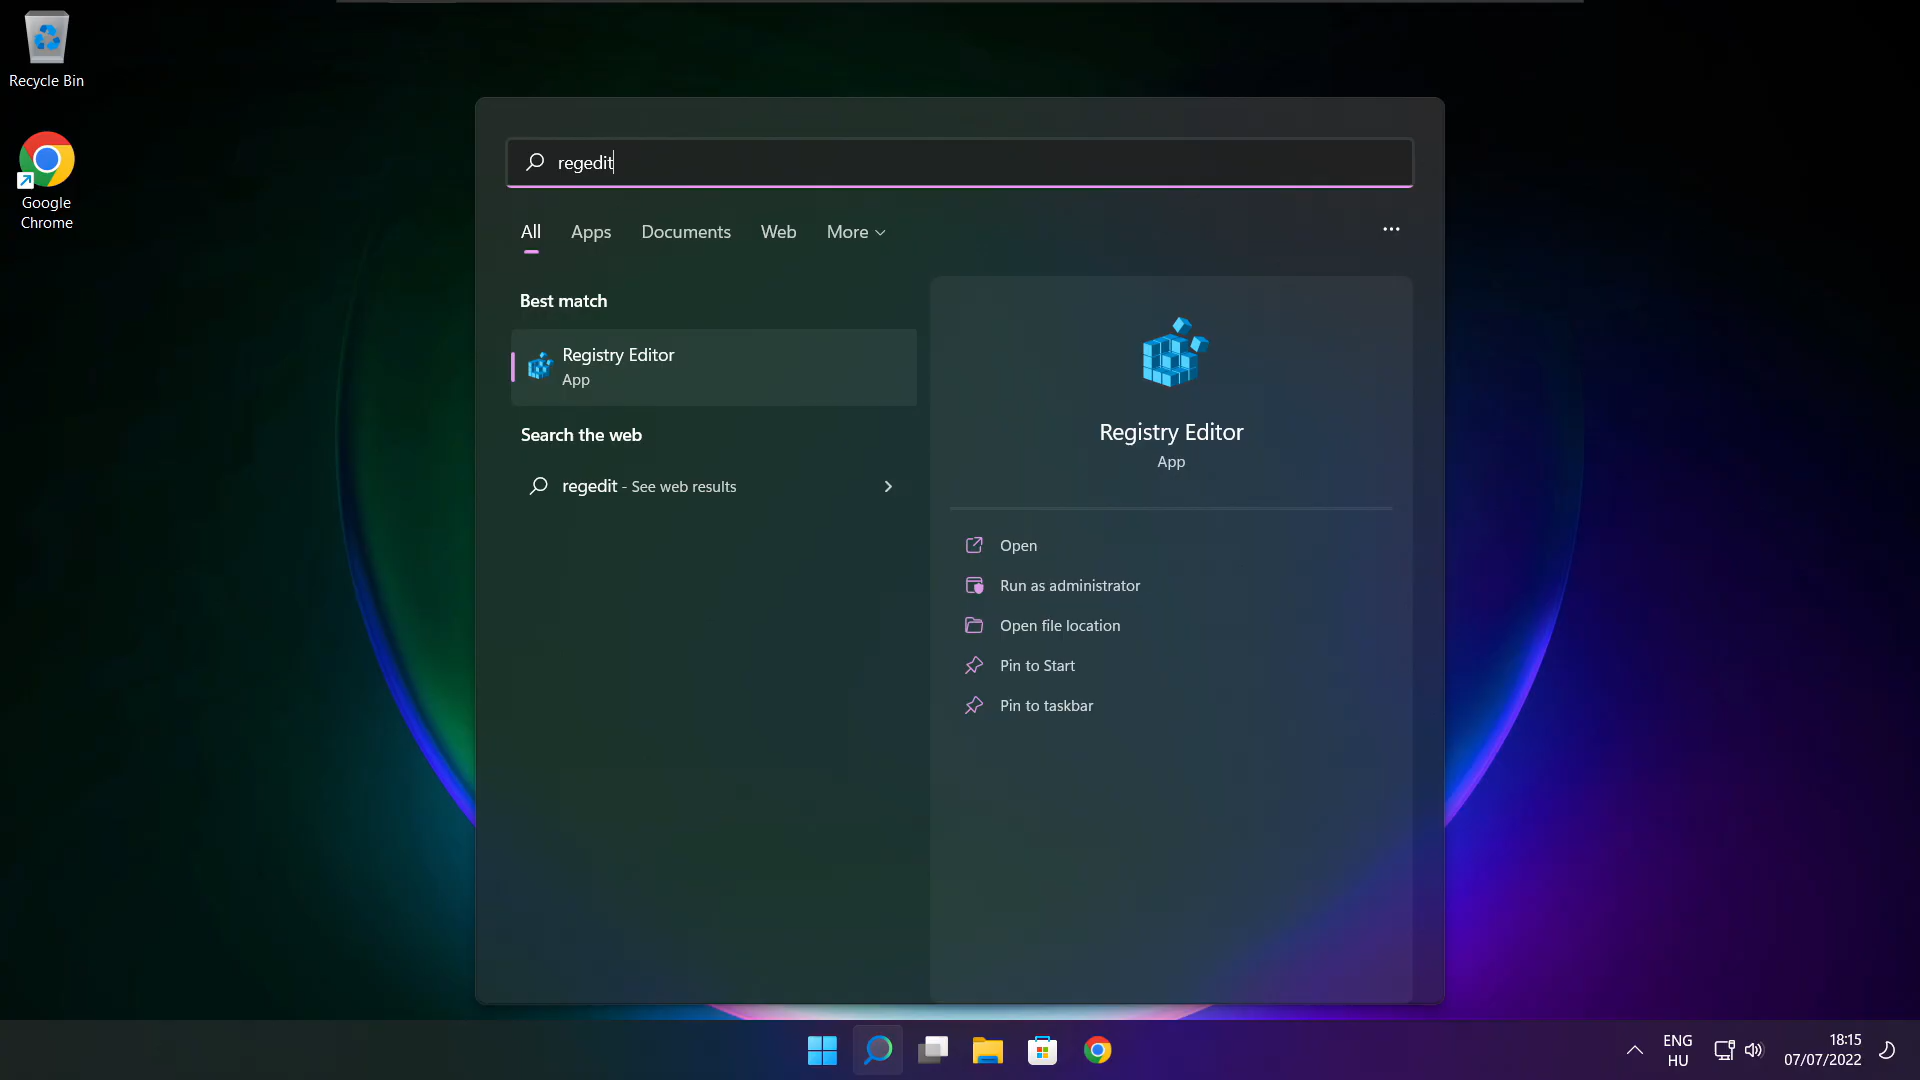 Recycle Bin
Google
Chrome
regedit
All Apps Documents Web More
Best match
Registry Editor
App
Search the web
regedit - See web results
Registry Editor
App
Open
Run as administrator
Open file location
Pin to Start
Pin to taskbar
ENG
HU
18:15
07/07/2022